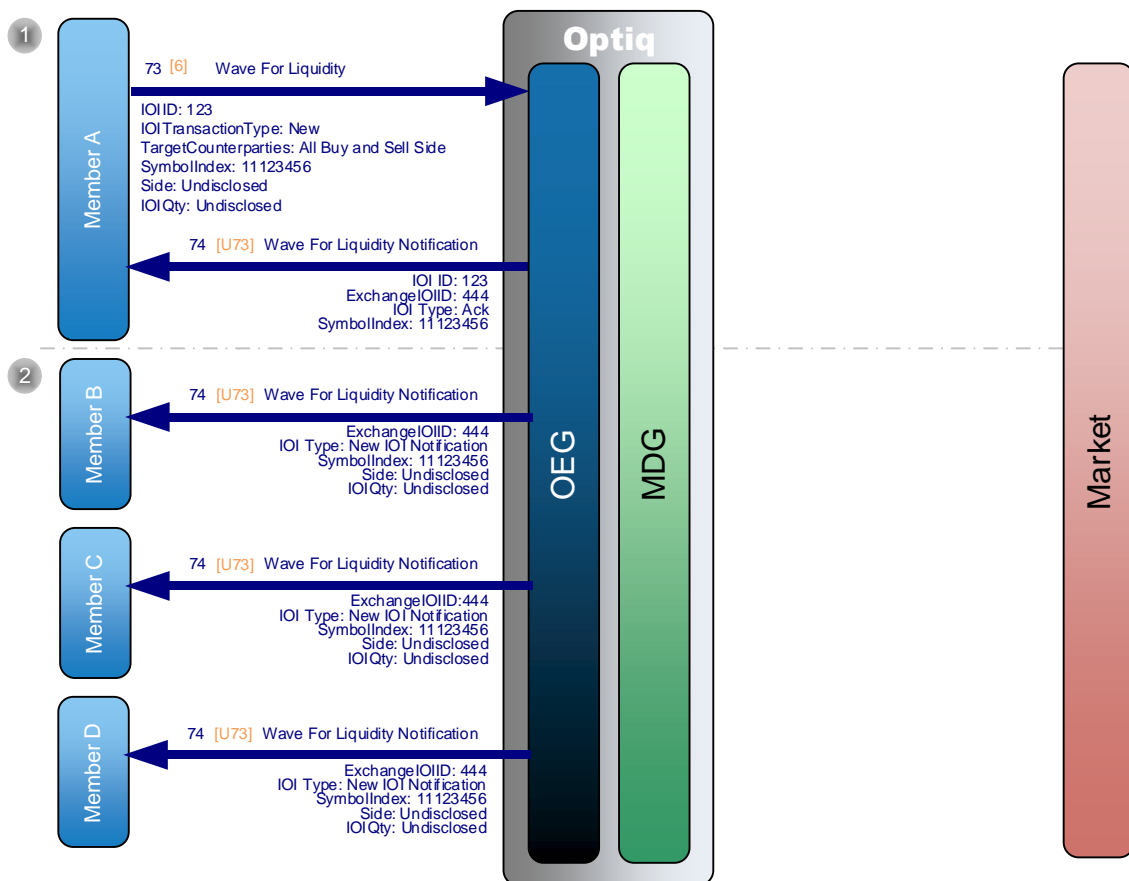 1
Optiq
Member A
73 [6] Wave For Liquidity
IOIID: 123
IOITransactionType: New
TargetCounterparties: All Buy and Sell Side
SymbolIndex: 11123456
Side: Undisclosed
IOIQty: Undisclosed
74 [U73] Wave For Liquidity Notification
IOI ID: 123
ExchangeIOIID: 444
IOI Type: Ack
SymbolIndex: 11123456
2
Member B
74 [U73] Wave For Liquidity Notification
ExchangeIOIID: 444
IOI Type: New IOI Notification
SymbolIndex: 11123456
Side: Undisclosed
IOIQty: Undisclosed
Member C
74 [U73] Wave For Liquidity Notification
ExchangeIOIID:444
IOI Type: New IOI Notification
SymbolIndex: 11123456
Side: Undisclosed
IOIQty: Undisclosed
Member D
74 [U73] Wave For Liquidity Notification
ExchangeIOIID: 444
IOI Type: New IOI Notification
SymbolIndex: 11123456
Side: Undisclosed
IOIQty: Undisclosed
OEG
MDG
Market